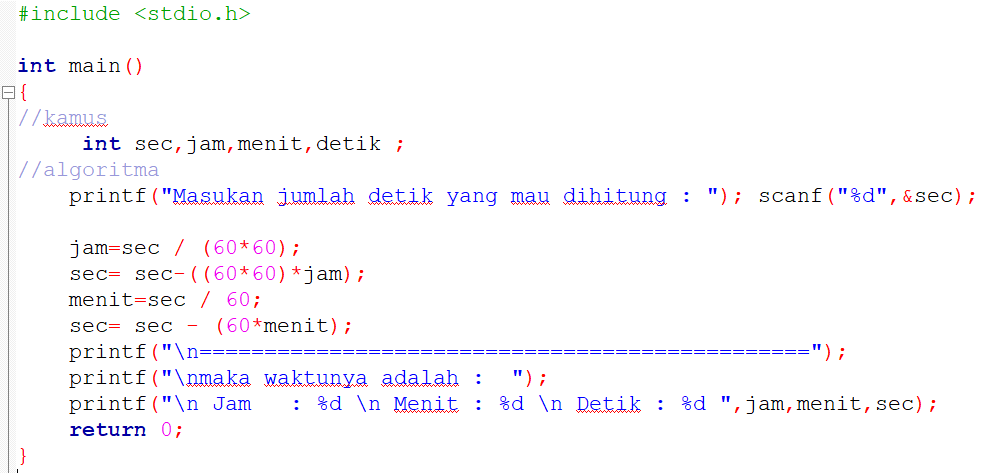 #include <stdio.h>
int main()
{
//kamus
int sec,jam,menit,detik ;
//algoritma
printf("Masukan jumlah detik yang mau dihitung : "); scanf("%d",&sec);
jam=sec / (60*60);
sec= sec-((60*60)*jam);
menit=sec / 60;
sec= sec - (60*menit);
printf("\n===============================================");
printf("\nmaka waktunya adalah :  ");
printf("\n Jam   : %d \n Menit : %d \n Detik : %d ",jam,menit,sec);
return 0;
}